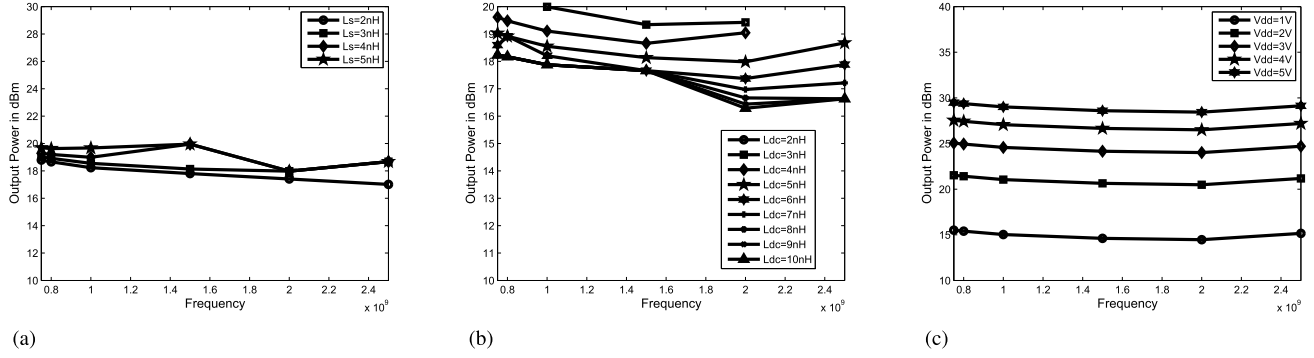 Output Power in dBm
20
18
16
14
12
10
Ls=2nH
Ls=3nH
Ls=4nH
Ls=5nH
0.8 1 1.2 1.4 1.6 1.8 2 2.2 2.4
Frequency
x 10^9
(a)
Output Power in dBm
20
19
18
17
16
15
14
13
12
11
10
Ldc=2nH
Ldc=3nH
Ldc=4nH
Ldc=5nH
Ldc=6nH
Ldc=7nH
Ldc=8nH
Ldc=9nH
Ldc=10nH
0.8 1 1.2 1.4 1.6 1.8 2 2.2 2.4
Frequency
x 10^9
(b)
Output Power in dBm
40
35
30
25
20
15
10
Vdd=1V
Vdd=2V
Vdd=3V
Vdd=4V
Vdd=5V
0.8 1 1.2 1.4 1.6 1.8 2 2.2 2.4
Frequency
x 10^9
(c)